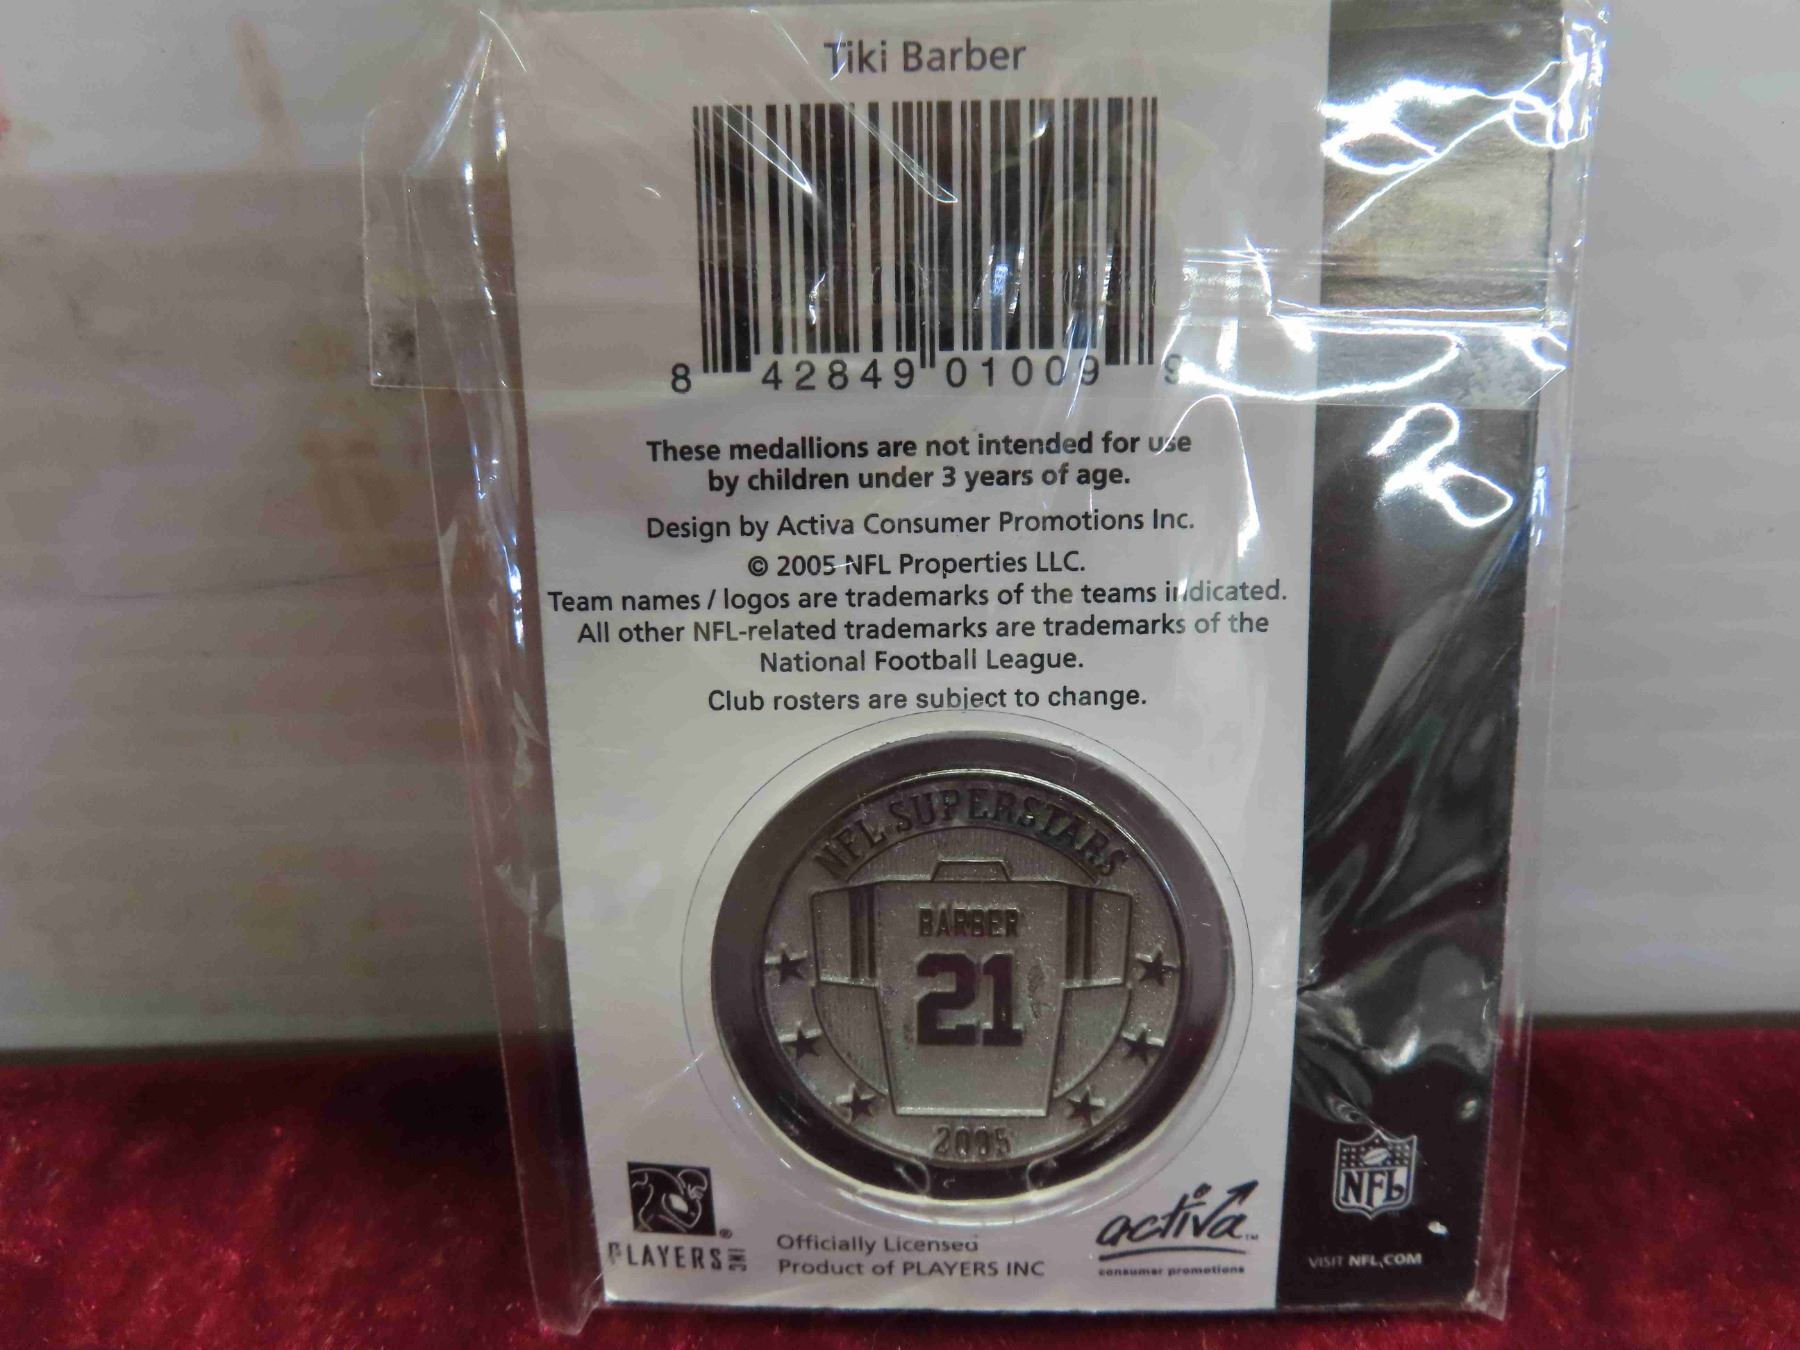 Tiki Barber
8 42849 01009 9
These medallions are not intended for use
by children under 3 years of age.
Design by Activa Consumer Promotions Inc.
© 2005 NFL Properties LLC.
Team names / logos are trademarks of the teams indicated.
All other NFL-related trademarks are trademarks of the
National Football League.
Club rosters are subject to change.
NFL SUPERSTARS
BARBER
21
2005
PLAYERS INC ®
Officially Licensed
Product of PLAYERS INC
activa™
consumer promotions
NFL
VISIT NFL.COM